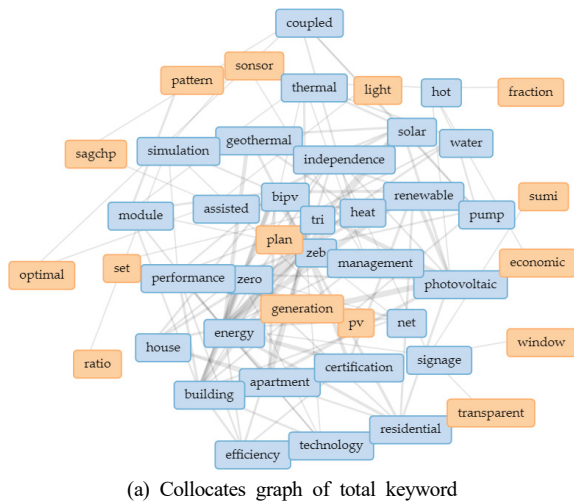 coupled
sonsor
pattern
thermal
light
hot
fraction
solar
geothermal
water
simulation
independence
sagchp
bipv
renewable
sumi
assisted
heat
pump
module
tri
plan
zeb
management
economic
optimal
set
performance
zero
photovoltaic
generation
pv
net
energy
window
house
signage
ratio
certification
apartment
building
transparent
residential
technology
efficiency
(a) Collocates graph of total keyword